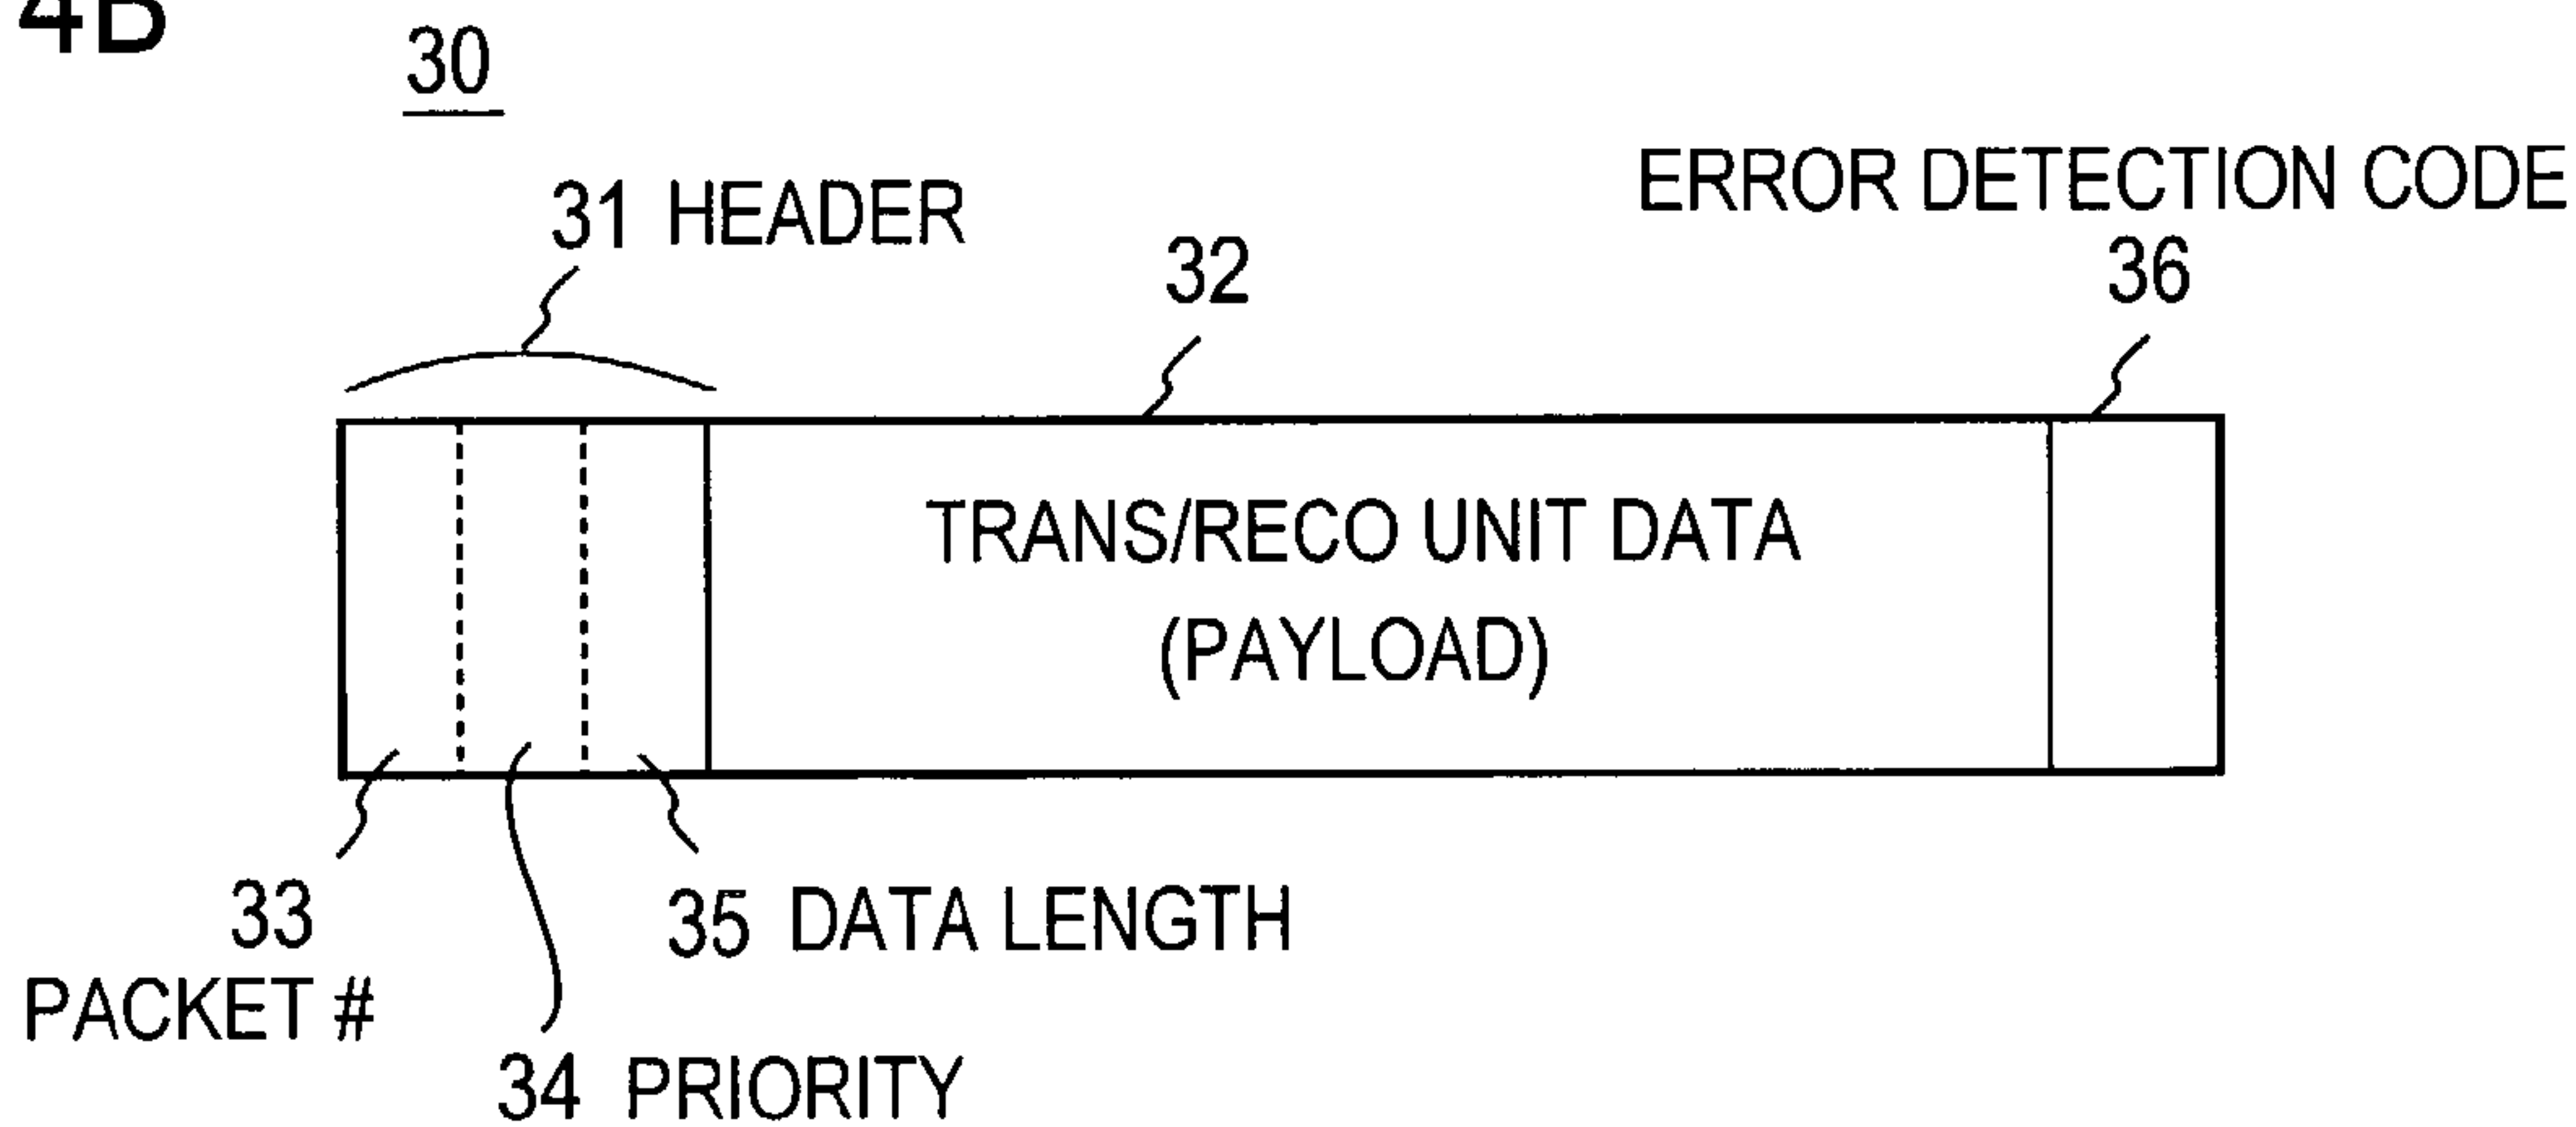 4B
30
31 HEADER
ERROR DETECTION CODE
32
36
TRANS/RECO UNIT DATA
(PAYLOAD)
33
PACKET #
35 DATA LENGTH
34 PRIORITY